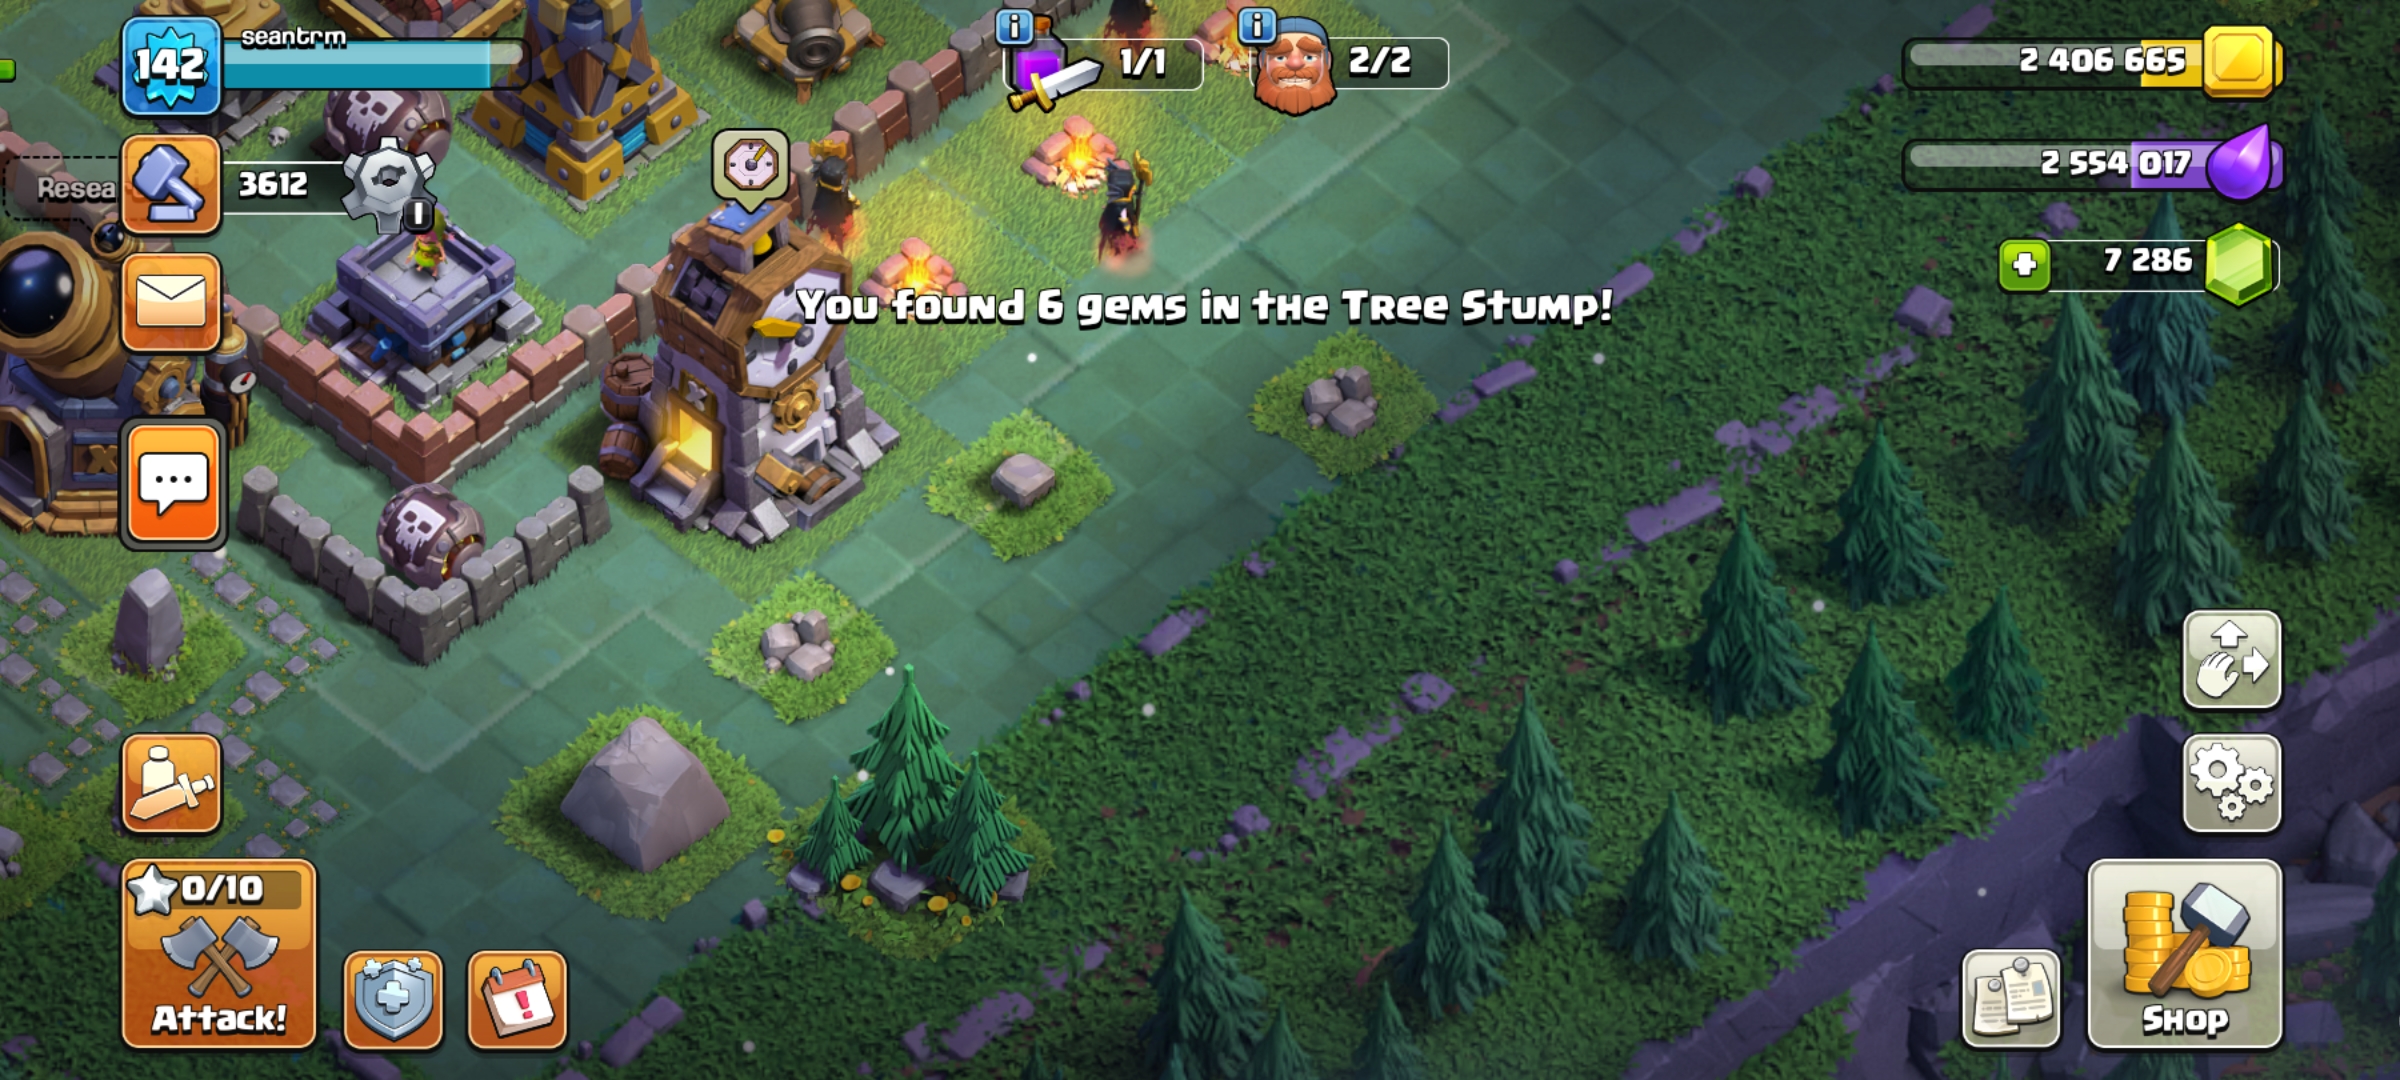 142
seantrm
1/1
2/2
2 406 665
Resea
3612
I
2 554 017
7 286
You found 6 gems in the Tree Stump!
0/10
Attack!
Shop